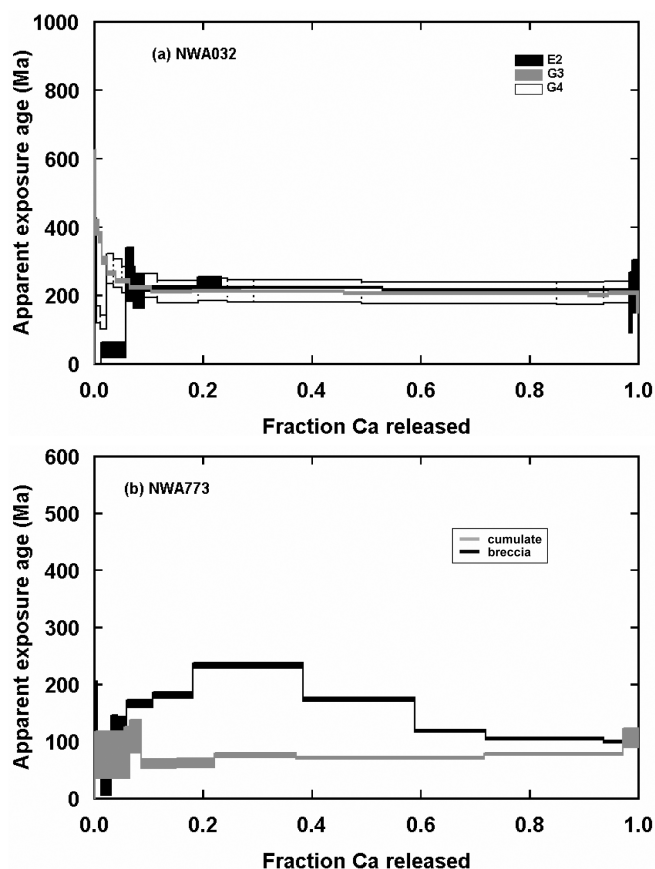 1000
800
600
400
200
0
Apparent exposure age (Ma)
(a) NWA032
E2
G3
G4
0.0 0.2 0.4 0.6 0.8 1.0
Fraction Ca released
600
500
400
300
200
100
0
Apparent exposure age (Ma)
(b) NWA773
cumulate
breccia
0.0 0.2 0.4 0.6 0.8 1.0
Fraction Ca released